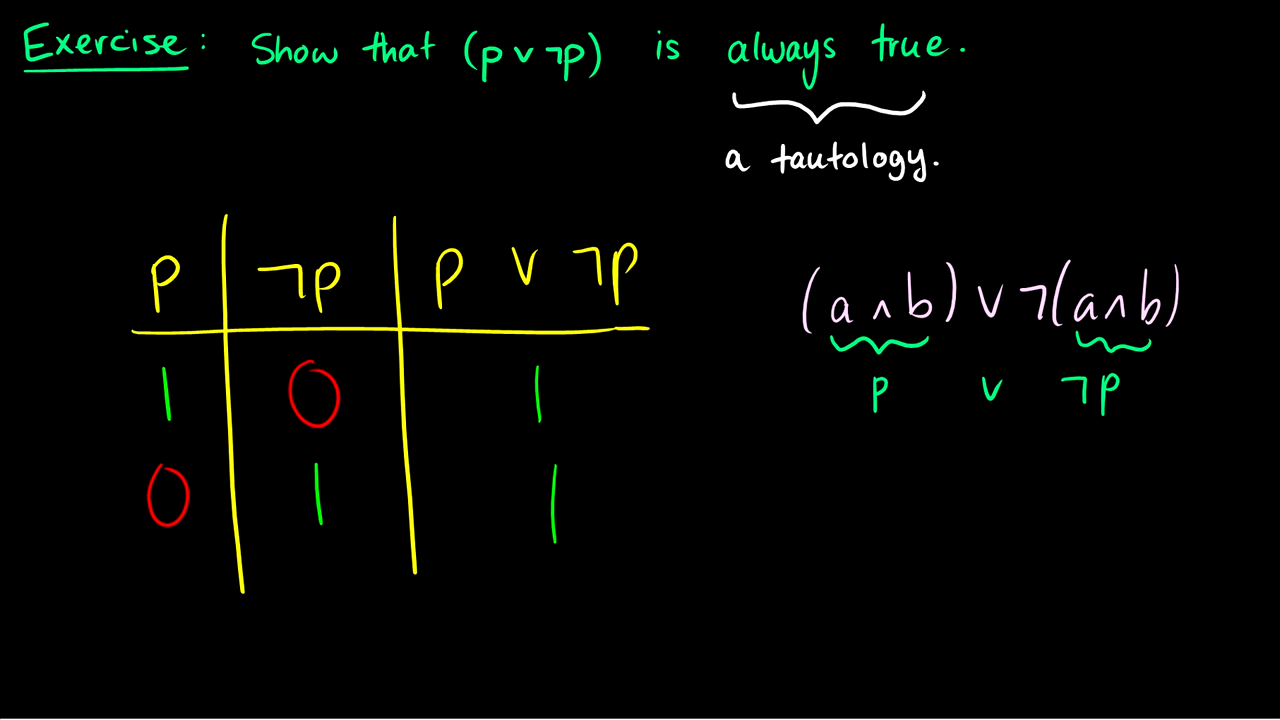 Exercise: Show that (p ∨ ¬p) is always true.
a tautology.
p ¬p p ∨ ¬p
1 0 1
0 1 1
(a ∧ b) ∨ ¬(a ∧ b)
p ∨ ¬p